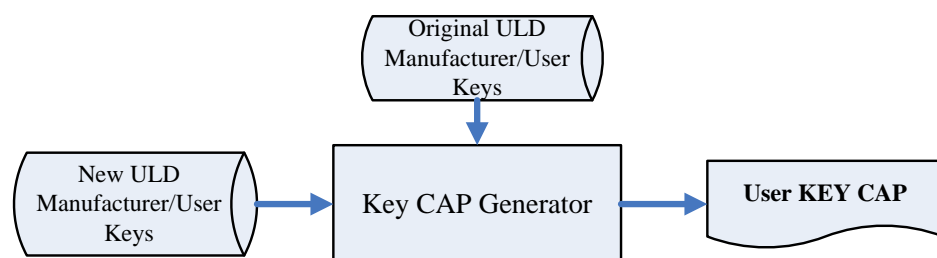 Original ULD
Manufacturer/User
Keys
New ULD
Manufacturer/User
Keys
Key CAP Generator
User KEY CAP